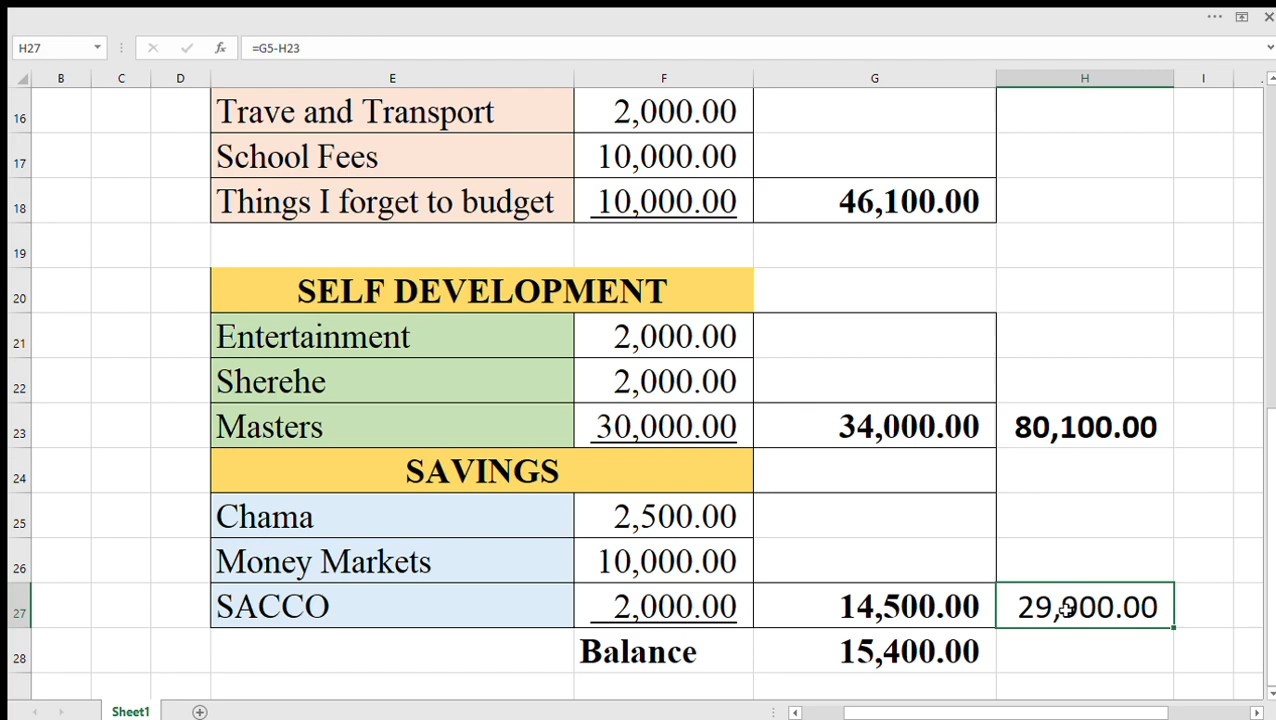 H27 fx =G5-H23
B C D E F G H I
16 Trave and Transport 2,000.00
17 School Fees 10,000.00
18 Things I forget to budget 10,000.00 46,100.00
19
20 SELF DEVELOPMENT
21 Entertainment 2,000.00
22 Sherehe 2,000.00
23 Masters 30,000.00 34,000.00 80,100.00
24 SAVINGS
25 Chama 2,500.00
26 Money Markets 10,000.00
27 SACCO 2,000.00 14,500.00 29,900.00
28 Balance 15,400.00
Sheet1